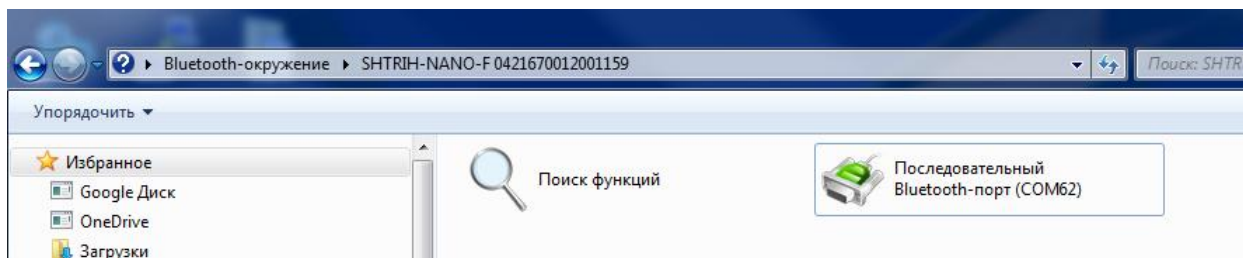 Bluetooth-окружение ▸ SHTRIH-NANO-F 0421670012001159
Поиск: SHTR
Упорядочить
Избранное
Google Диск
OneDrive
Загрузки
Поиск функций
Последовательный
Bluetooth-порт (COM62)